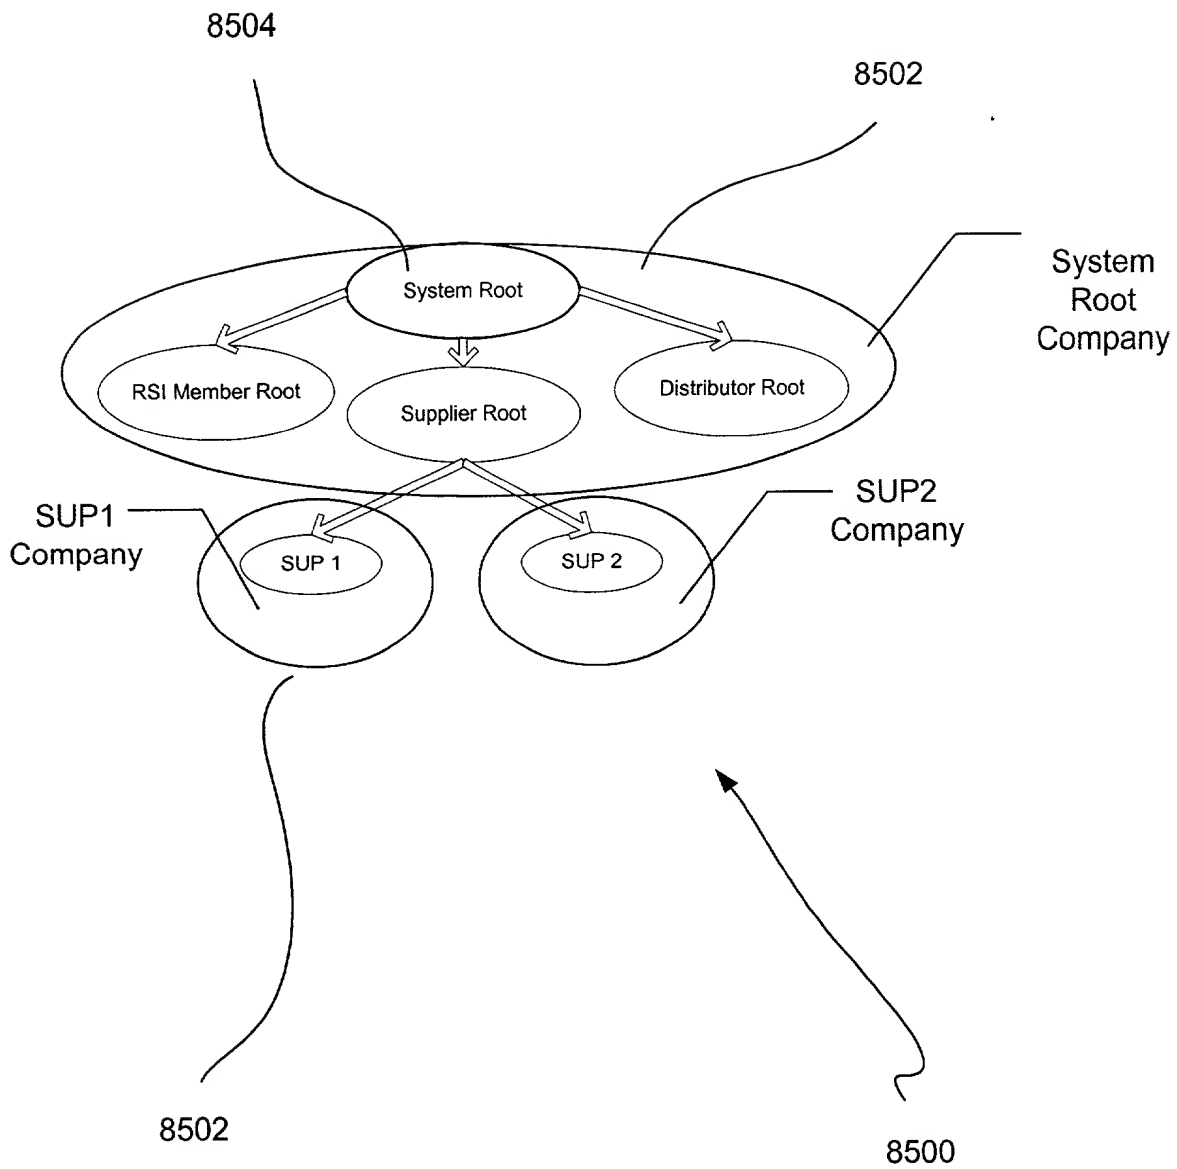 8504
8502
System
Root
Company
System Root
RSI Member Root
Supplier Root
Distributor Root
SUP1
Company
SUP2
Company
SUP 1
SUP 2
8502
8500